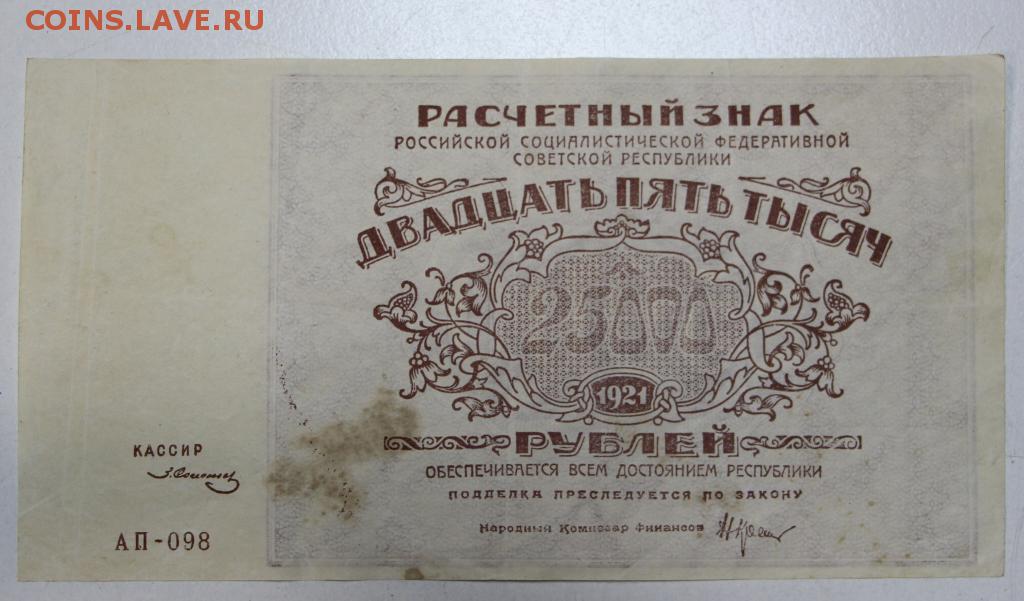 COINS.LAVE.RU
РАСЧЕТНЫЙ ЗНАК
РОССИЙСКОЙ СОЦИАЛИСТИЧЕСКОЙ ФЕДЕРАТИВНОЙ
СОВЕТСКОЙ РЕСПУБЛИКИ
ДВАДЦАТЬ ПЯТЬ ТЫСЯЧ
25000
1921
РУБЛЕЙ
ОБЕСПЕЧИВАЕТСЯ ВСЕМ ДОСТОЯНИЕМ РЕСПУБЛИКИ
ПОДДЕЛКА ПРЕСЛЕДУЕТСЯ ПО ЗАКОНУ
Народный Комиссар Финансов
КАССИР
АП-098